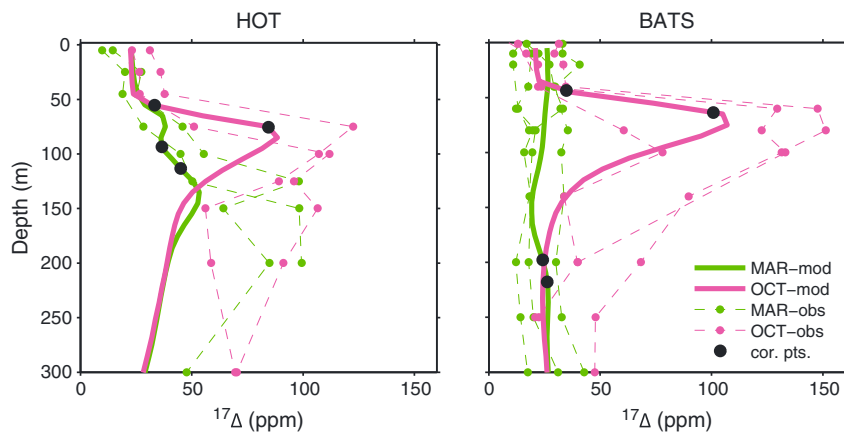 HOT
BATS
0
50
100
150
200
250
300
Depth (m)
0 50 100 150
0 50 100 150
¹⁷Δ (ppm)
¹⁷Δ (ppm)
MAR–mod
OCT–mod
MAR–obs
OCT–obs
cor. pts.